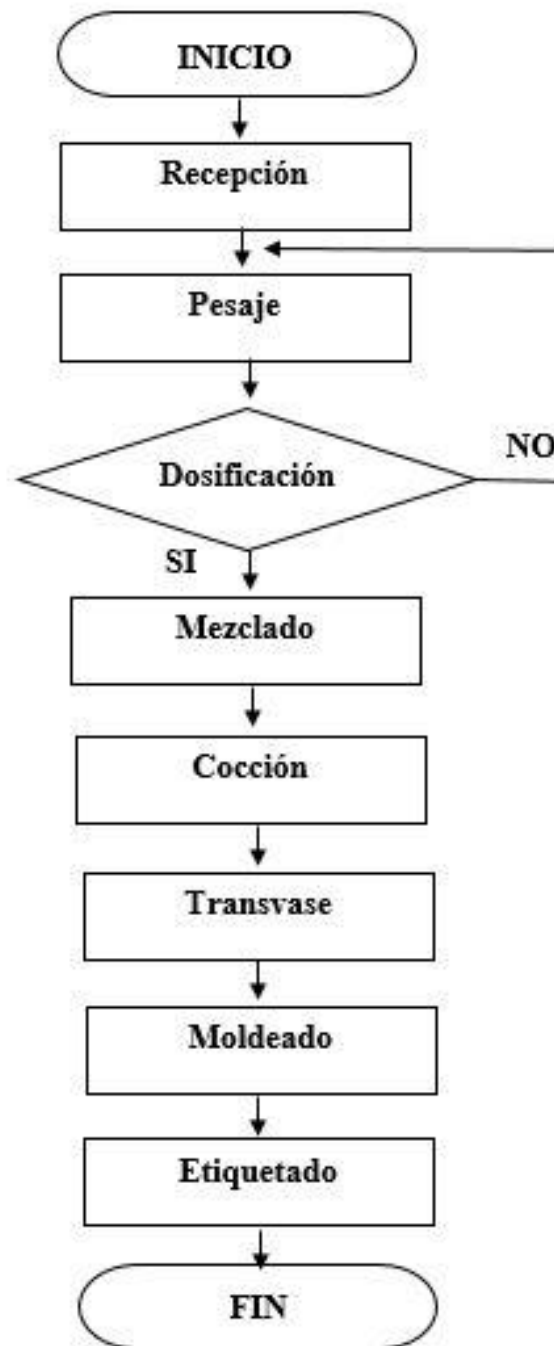 INICIO
Recepción
Pesaje
Dosificación
NO
SI
Mezclado
Cocción
Transvase
Moldeado
Etiquetado
FIN